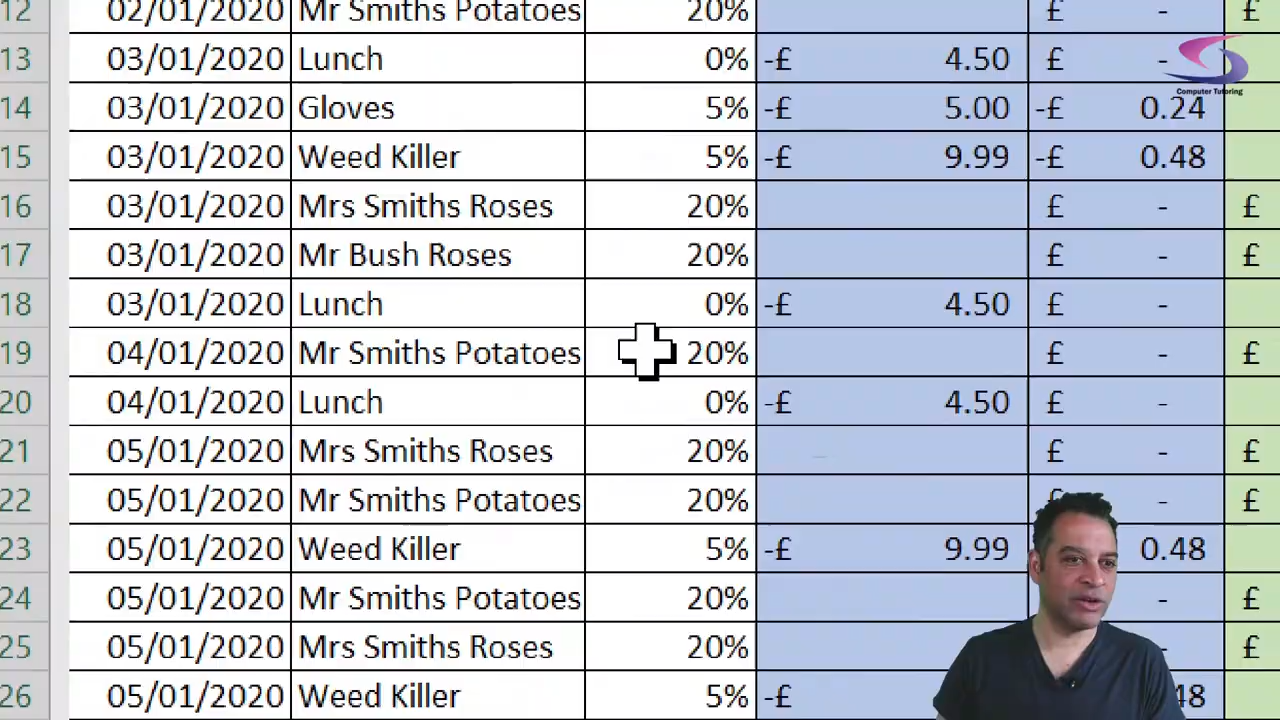 12 02/01/2020 Mr Smiths Potatoes 20% £ - £
13 03/01/2020 Lunch 0% -£ 4.50 £ -
14 03/01/2020 Gloves 5% -£ 5.00 -£ 0.24
15 03/01/2020 Weed Killer 5% -£ 9.99 -£ 0.48
16 03/01/2020 Mrs Smiths Roses 20% £ - £
17 03/01/2020 Mr Bush Roses 20% £ - £
18 03/01/2020 Lunch 0% -£ 4.50 £ -
19 04/01/2020 Mr Smiths Potatoes 20% £ - £
20 04/01/2020 Lunch 0% -£ 4.50 £ -
21 05/01/2020 Mrs Smiths Roses 20% £ - £
22 05/01/2020 Mr Smiths Potatoes 20% £ - £
23 05/01/2020 Weed Killer 5% -£ 9.99 0.48
24 05/01/2020 Mr Smiths Potatoes 20% - £
25 05/01/2020 Mrs Smiths Roses 20% - £
26 05/01/2020 Weed Killer 5% -£ 48
Computer Tutoring